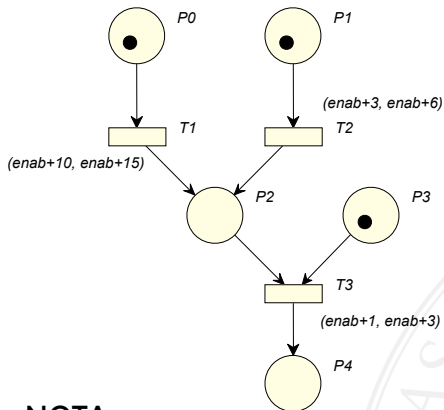 P0 P1
(enab+3, enab+6)
T1 T2
(enab+10, enab+15)
P2 P3
T3
(enab+1, enab+3)
P4
NOTA